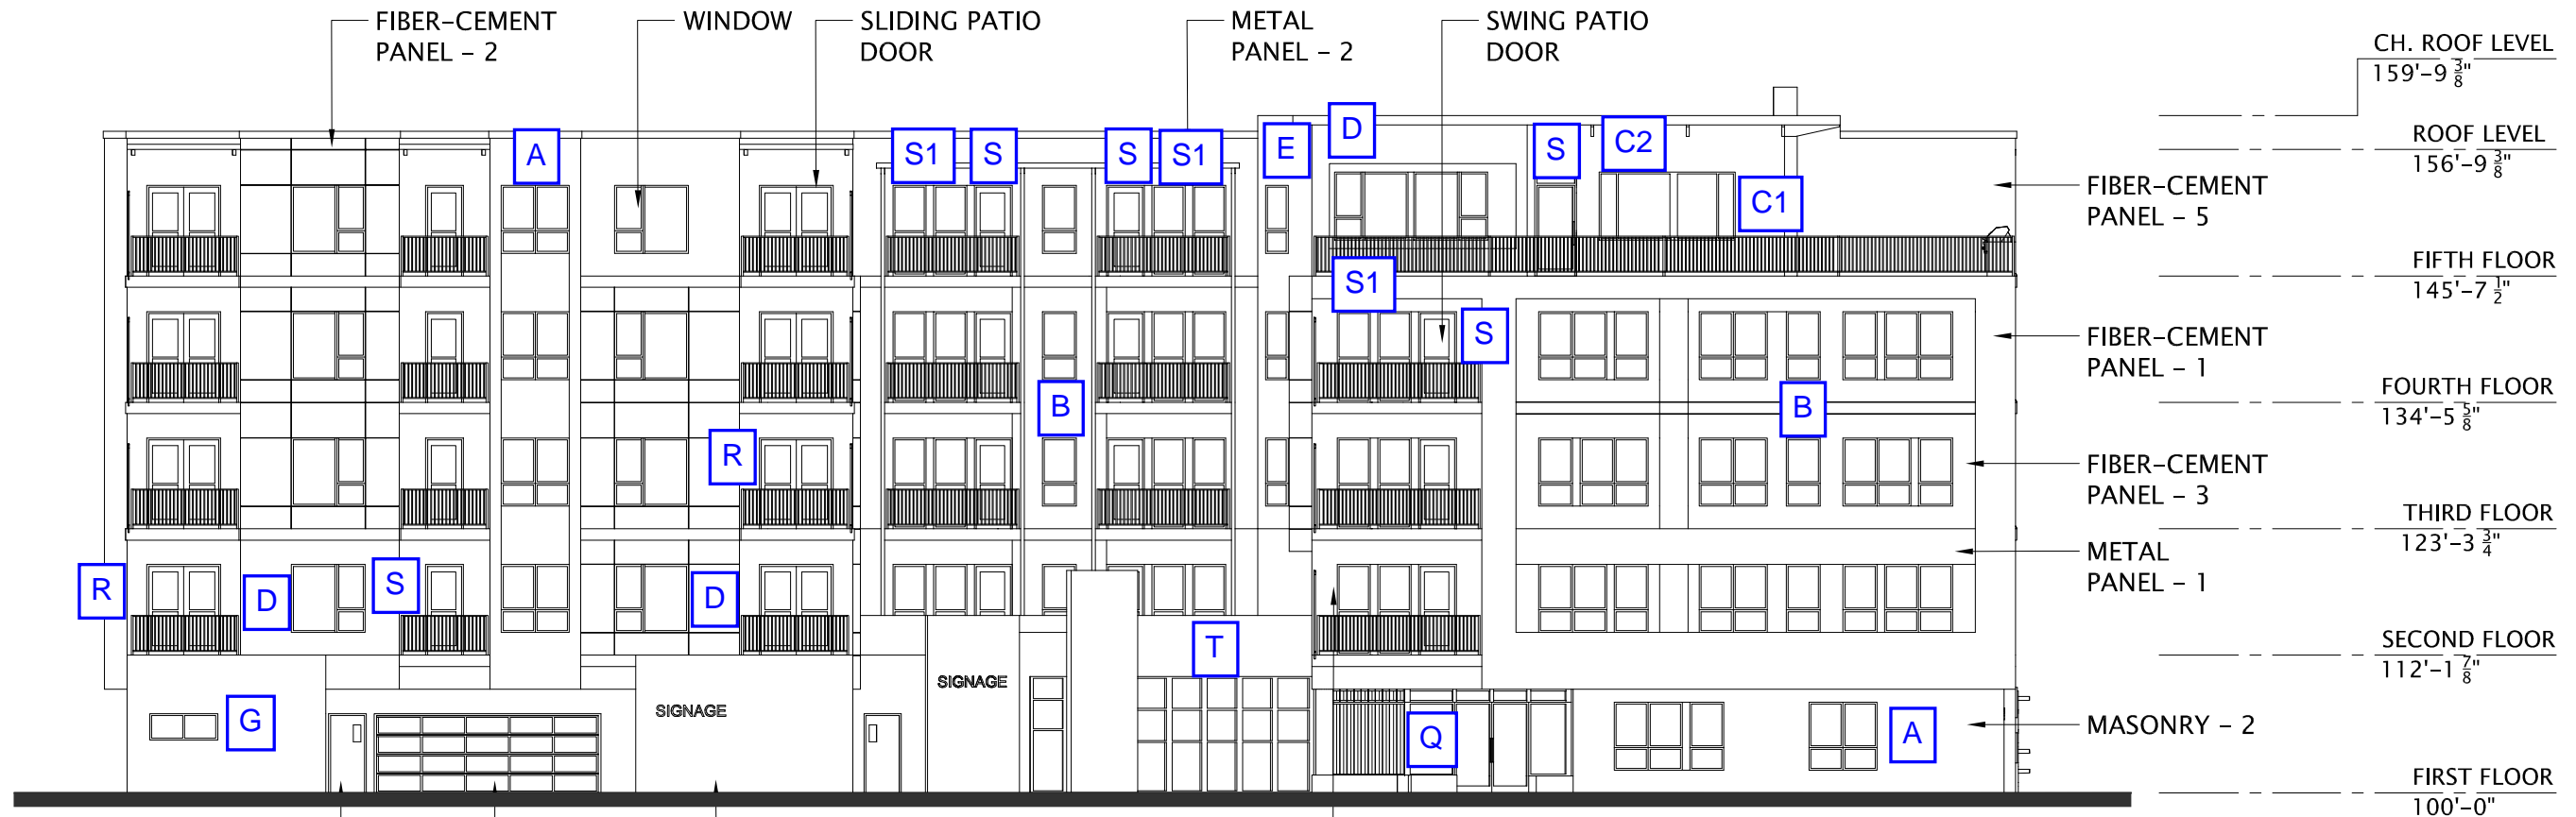 FIBER-CEMENT
PANEL - 2
WINDOW
SLIDING PATIO
DOOR
METAL
PANEL - 2
SWING PATIO
DOOR
CH. ROOF LEVEL
159'-9 3/8"
ROOF LEVEL
156'-9 3/8"
A
S1
S
S
S1
E
D
S
C2
C1
FIBER-CEMENT
PANEL - 5
FIFTH FLOOR
145'-7 1/2"
S1
S
FIBER-CEMENT
PANEL - 1
FOURTH FLOOR
134'-5 5/8"
B
B
R
FIBER-CEMENT
PANEL - 3
THIRD FLOOR
123'-3 3/4"
METAL
PANEL - 1
R
D
S
D
T
SECOND FLOOR
112'-1 7/8"
SIGNAGE
SIGNAGE
G
Q
A
MASONRY - 2
FIRST FLOOR
100'-0"